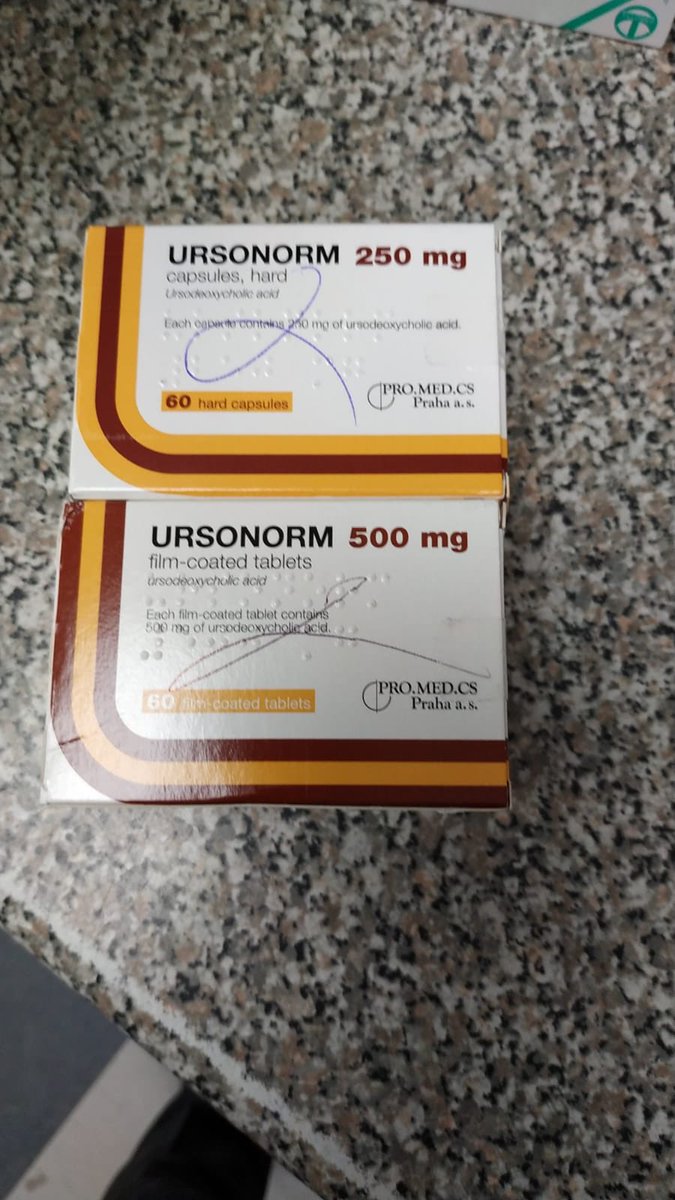 URSONORM 250 mg
capsules, hard
Ursodeoxycholic acid
Each capsule contains 250 mg of ursodeoxycholic acid.
60 hard capsules
PRO.MED.CS
Praha a. s.
URSONORM 500 mg
film-coated tablets
ursodeoxycholic acid
Each film-coated tablet contains
500 mg of ursodeoxycholic acid.
60 film-coated tablets
PRO.MED.CS
Praha a. s.